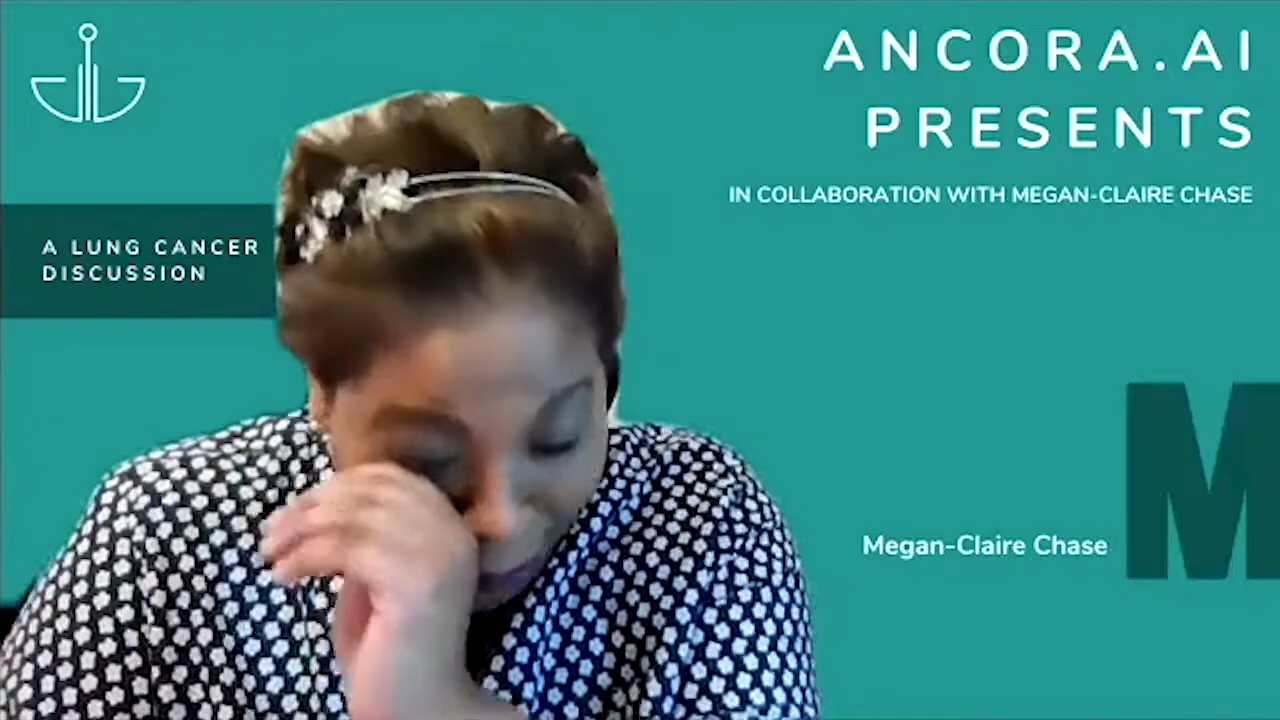 ANCORA.AI
PRESENTS
IN COLLABORATION WITH MEGAN-CLAIRE CHASE
A LUNG CANCER
DISCUSSION
Megan-Claire Chase
M